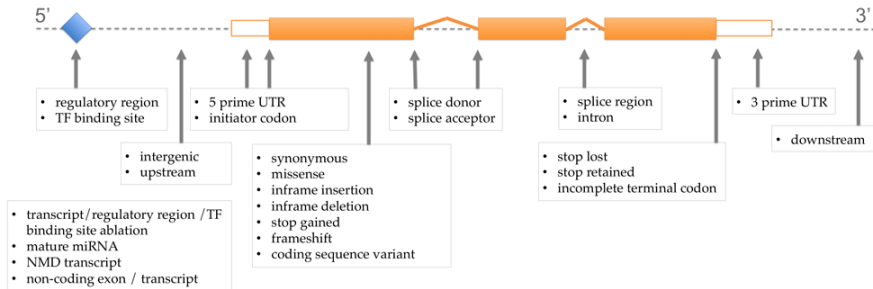 5’
3’
• regulatory region
• TF binding site
• 5 prime UTR
• initiator codon
• splice donor
• splice acceptor
• splice region
• intron
• 3 prime UTR
• intergenic
• upstream
• synonymous
• missense
• inframe insertion
• inframe deletion
• stop gained
• frameshift
• coding sequence variant
• stop lost
• stop retained
• incomplete terminal codon
• downstream
• transcript/regulatory region /TF
binding site ablation
• mature miRNA
• NMD transcript
• non-coding exon / transcript